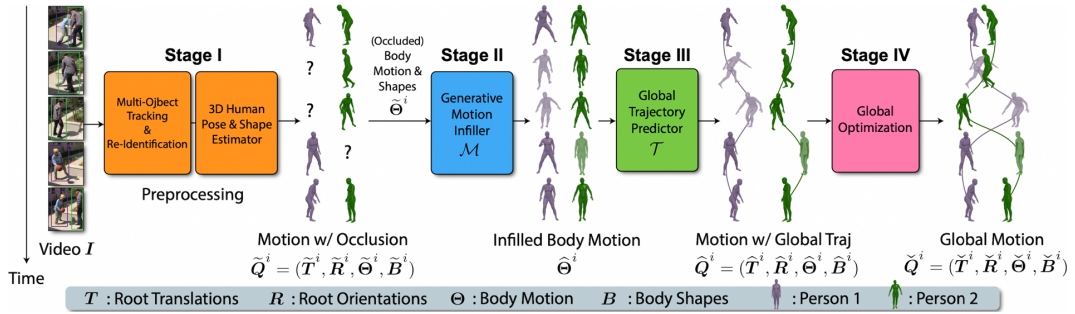 Stage I
Multi-Ojbect
Tracking
&
Re-Identification
3D Human
Pose & Shape
Estimator
Preprocessing
Video I
Time
?
?
?
?
Motion w/ Occlusion
Q̃^i = (T̃^i, R̃^i, Θ̃^i, B̃^i)
(Occluded)
Body
Motion &
Shapes
Θ̃^i
Stage II
Generative
Motion
Infiller
ℳ
Infilled Body Motion
Θ̂^i
Stage III
Global
Trajectory
Predictor
𝒯
Motion w/ Global Traj
Q̂^i = (T̂^i, R̂^i, Θ̂^i, B̂^i)
Stage IV
Global
Optimization
Global Motion
Q̌^i = (Ť^i, Ř^i, Θ̌^i, B̌^i)
T : Root Translations R : Root Orientations Θ : Body Motion B : Body Shapes : Person 1 : Person 2